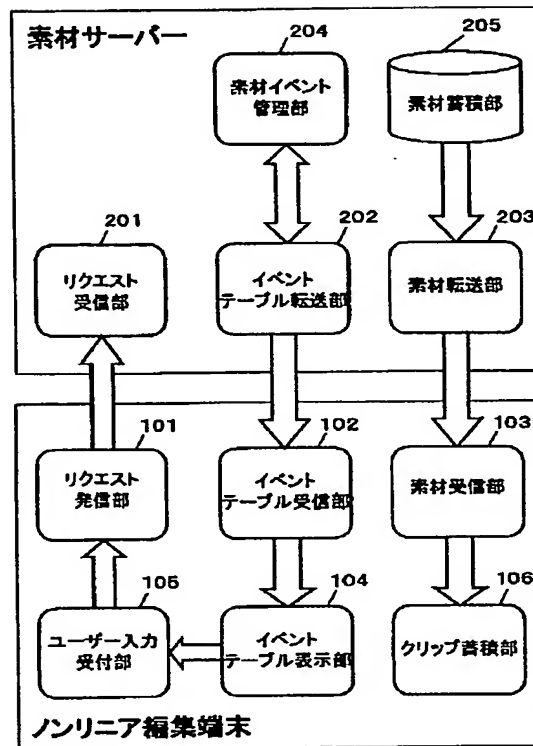 素材サーバー
204
素材イベント
管理部
205
素材蓄積部
201
リクエスト
受信部
202
イベント
テーブル転送部
203
素材転送部
101
リクエスト
発信部
102
イベント
テーブル受信部
103
素材受信部
105
ユーザー入力
受付部
104
イベント
テーブル表示部
106
クリップ蓄積部
ノンリニア編集端末